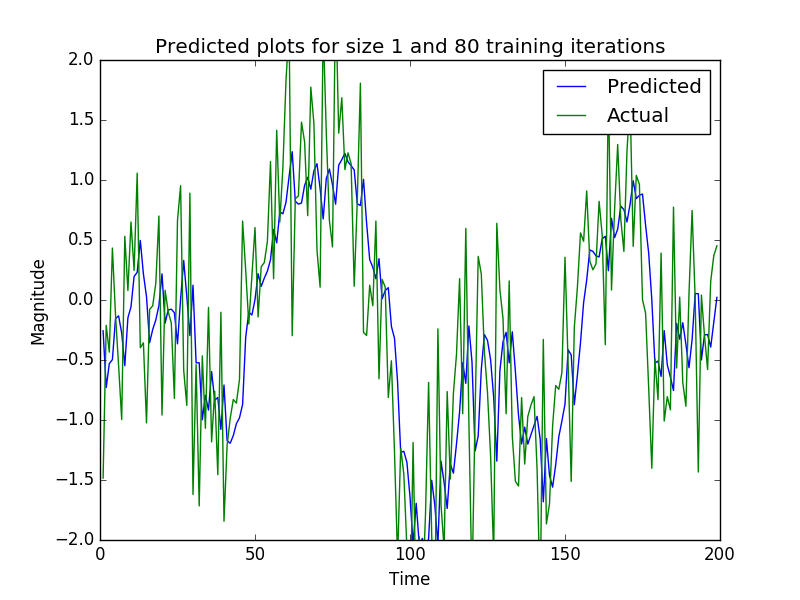 Predicted plots for size 1 and 80 training iterations
Predicted
Actual
2.0
1.5
1.0
0.5
0.0
−0.5
−1.0
−1.5
−2.0
Magnitude
0
50
100
150
200
Time